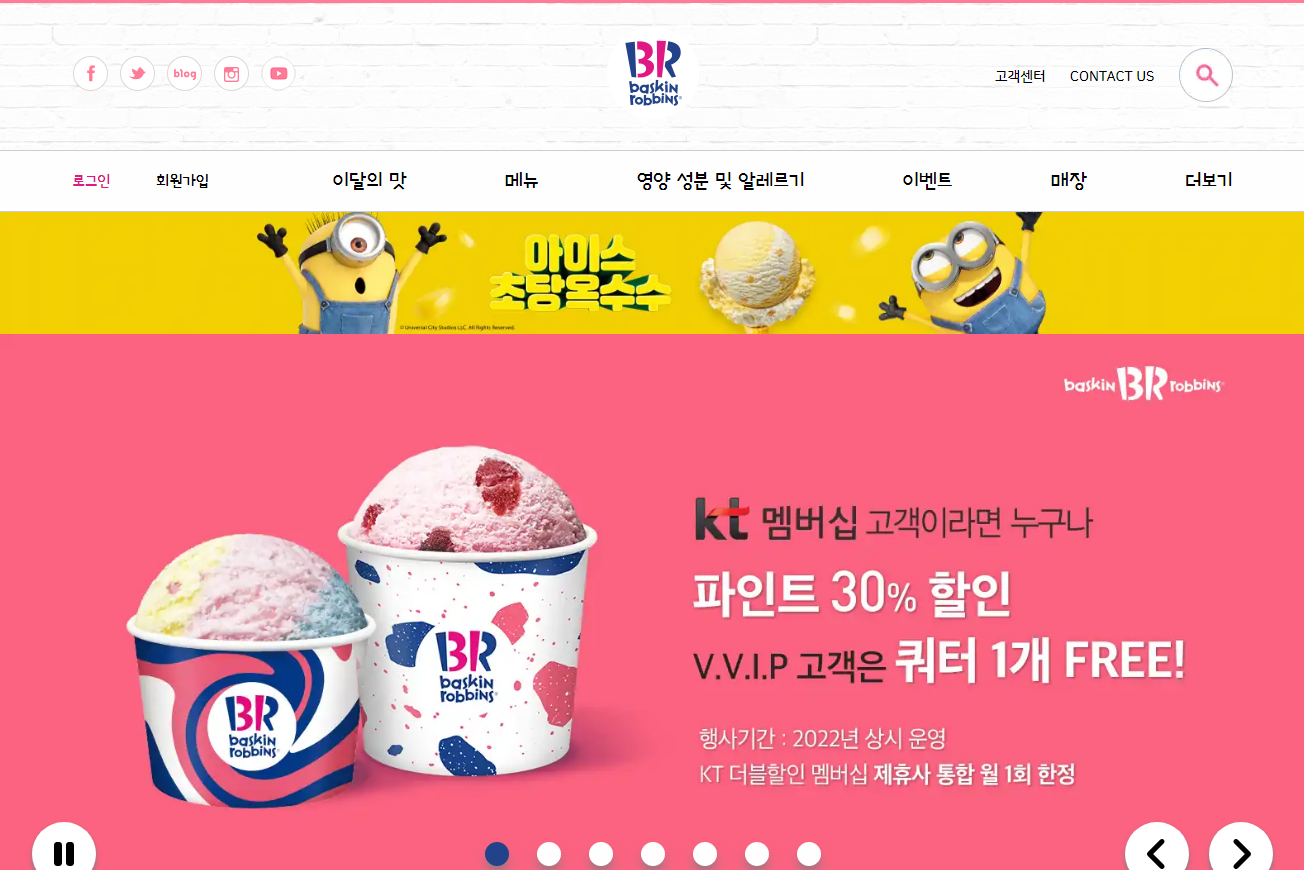 blog
BR
baskin
robbins
고객센터
CONTACT US
로그인
회원가입
이달의 맛
메뉴
영양 성분 및 알레르기
이벤트
매장
더보기
아이스
초당옥수수
© Universal City Studios LLC. All Rights Reserved.
baskin BR robbins
kt 멤버십 고객이라면 누구나
파인트 30% 할인
V.V.I.P 고객은 쿼터 1개 FREE!
행사기간 : 2022년 상시 운영
KT 더블할인 멤버십 제휴사 통합 월 1회 한정
BR
baskin
robbins
BR
baskin
robbins